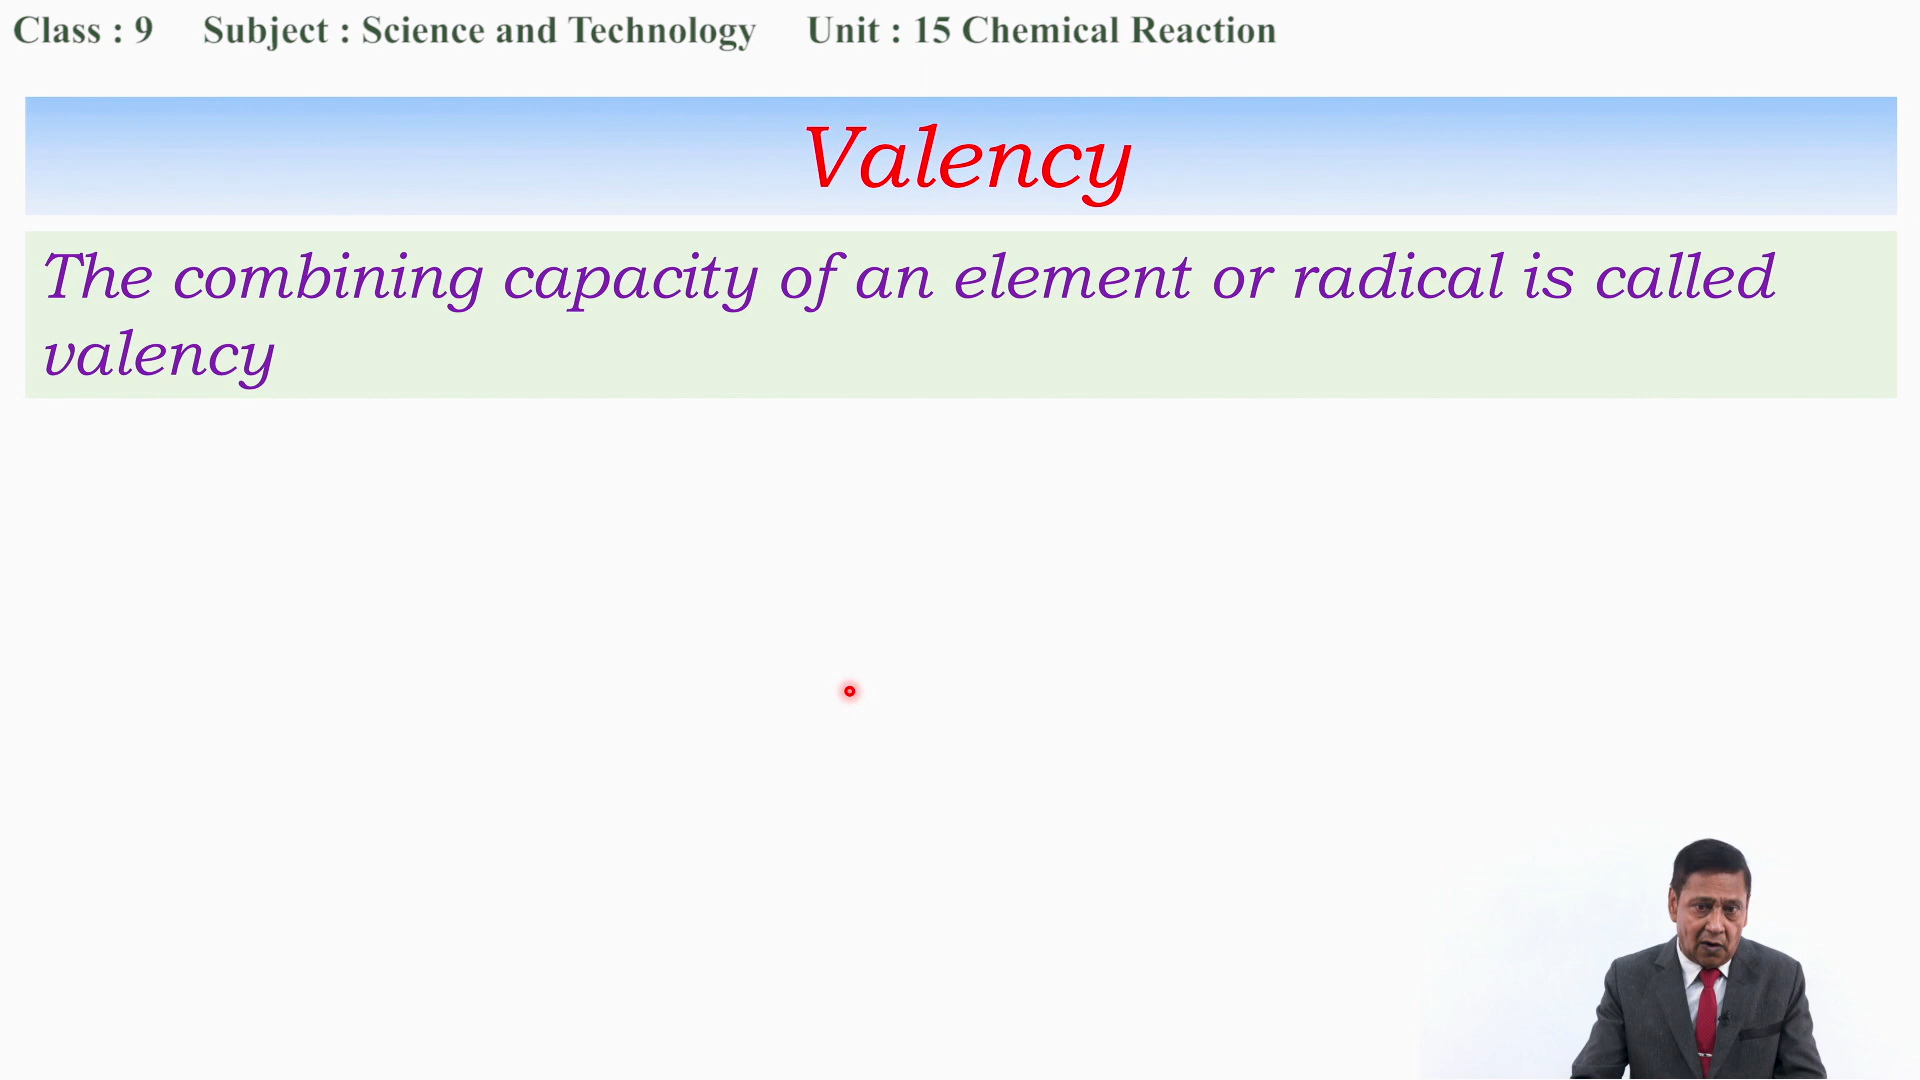 Class : 9 Subject : Science and Technology Unit : 15 Chemical Reaction
Valency
The combining capacity of an element or radical is called
valency